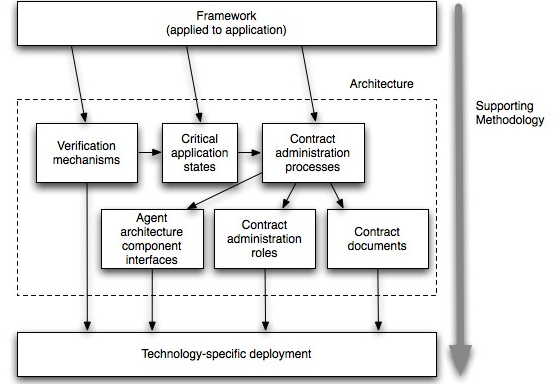 Framework
(applied to application)
Architecture
Supporting
Methodology
Verification
mechanisms
Critical
application
states
Contract
administration
processes
Agent
architecture
component
interfaces
Contract
administration
roles
Contract
documents
Technology-specific deployment